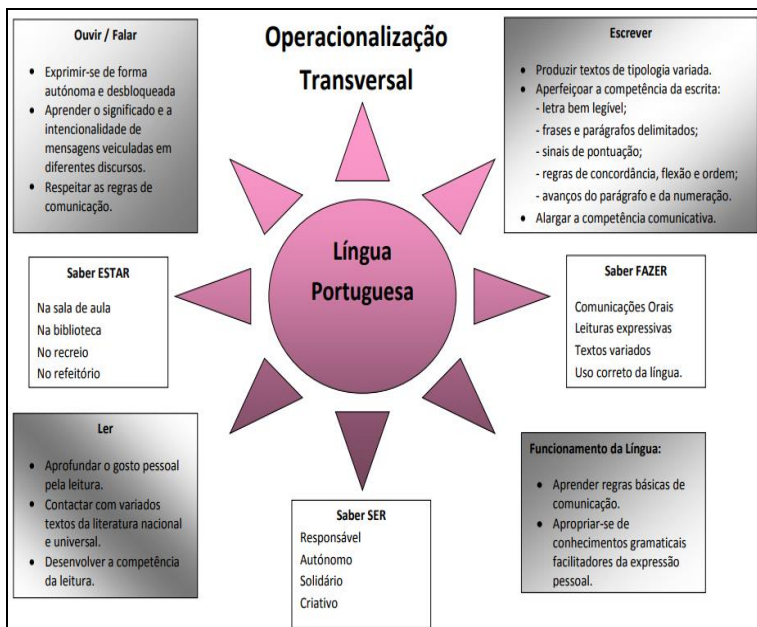 Ouvir / Falar
• Exprimir-se de forma
autónoma e desbloqueada
• Aprender o significado e a
intencionalidade de
mensagens veiculadas em
diferentes discursos.
• Respeitar as regras de
comunicação.
Operacionalização
Transversal
Escrever
• Produzir textos de tipologia variada.
• Aperfeiçoar a competência da escrita:
- letra bem legível;
- frases e parágrafos delimitados;
- sinais de pontuação;
- regras de concordância, flexão e ordem;
- avanços do parágrafo e da numeração.
• Alargar a competência comunicativa.
Língua
Portuguesa
Saber ESTAR
Na sala de aula
Na biblioteca
No recreio
No refeitório
Saber FAZER
Comunicações Orais
Leituras expressivas
Textos variados
Uso correto da língua.
Ler
• Aprofundar o gosto pessoal
pela leitura.
• Contactar com variados
textos da literatura nacional
e universal.
• Desenvolver a competência
da leitura.
Saber SER
Responsável
Autónomo
Solidário
Criativo
Funcionamento da Língua:
• Aprender regras básicas de
comunicação.
• Apropriar-se de
conhecimentos gramaticais
facilitadores da expressão
pessoal.